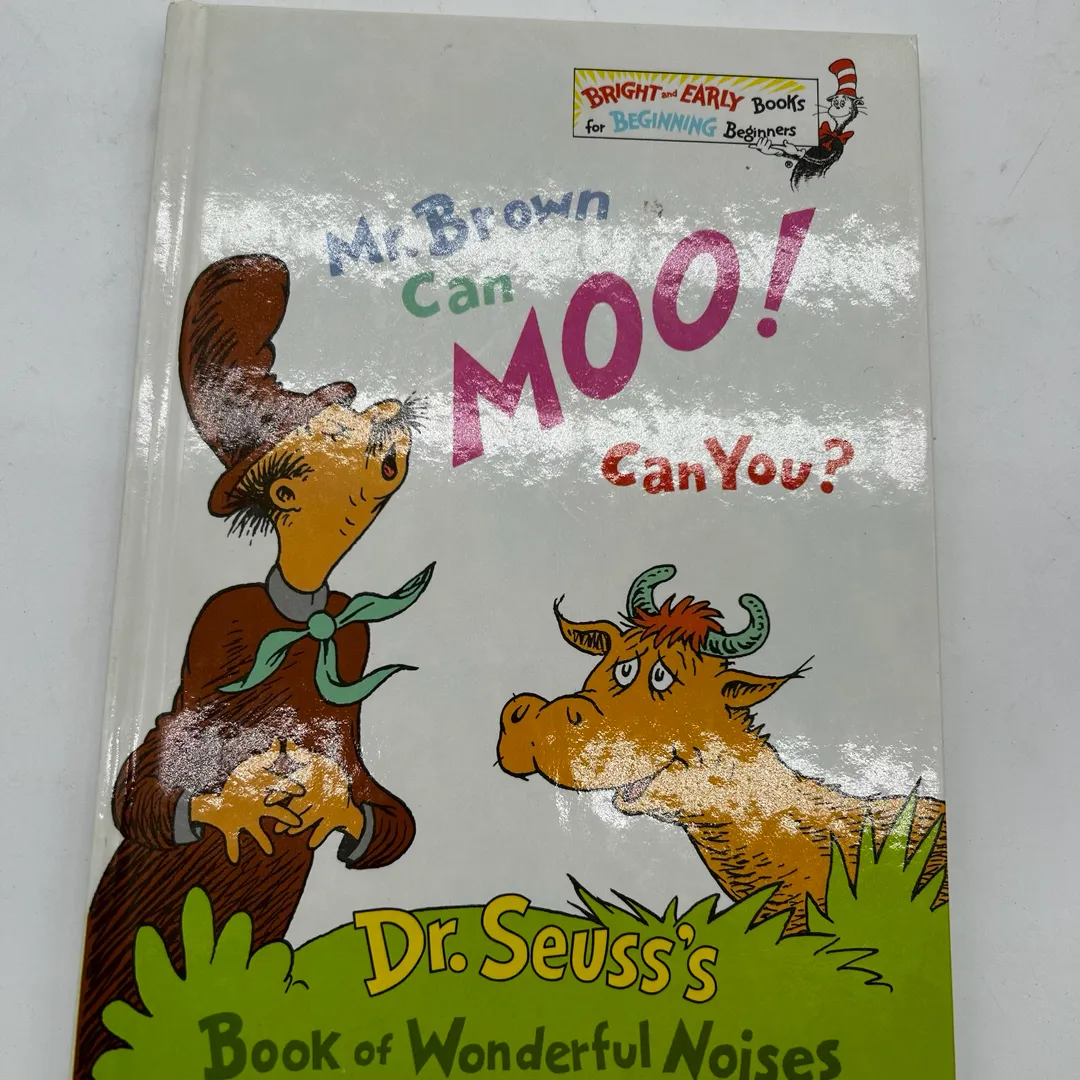 BRIGHT and EARLY Books
for BEGINNING Beginners
®
Mr. Brown
Can
MOO!
Can You?
Dr. Seuss's
Book of Wonderful Noises